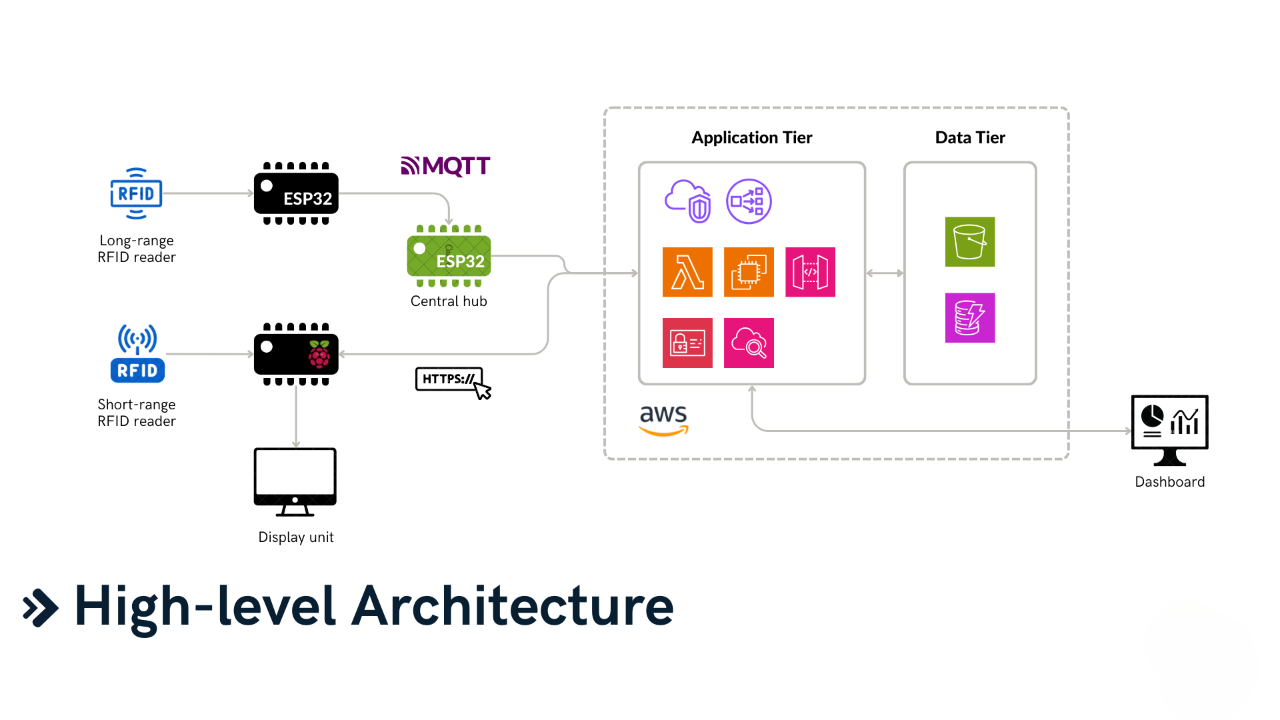 Application Tier
Data Tier
MQTT
RFID
ESP32
Long-range
RFID reader
ESP32
Central hub
RFID
HTTPS://
Short-range
RFID reader
aws
Display unit
Dashboard
High-level Architecture